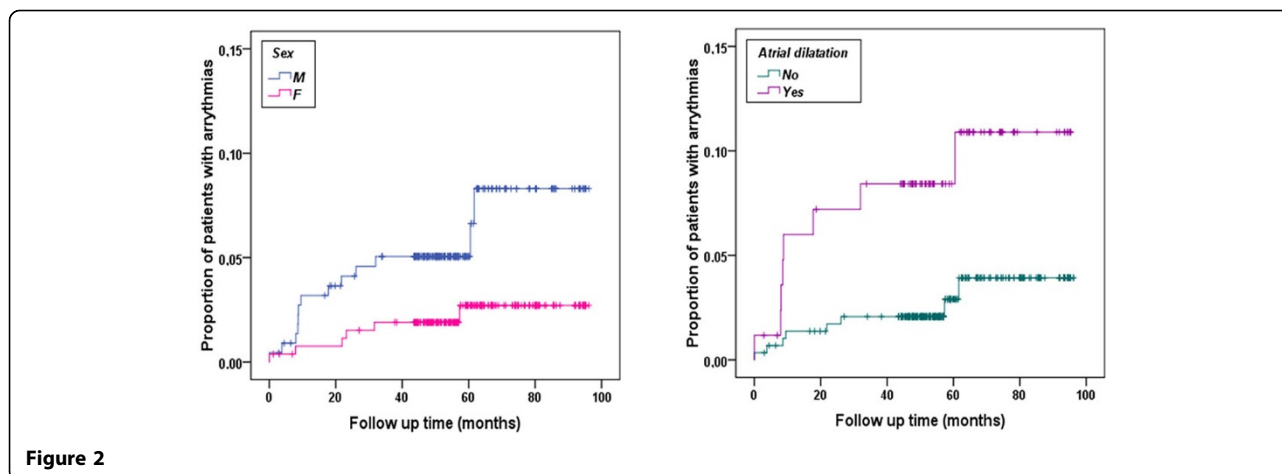 Sex
M
F
0.15
0.10
0.05
0.00
Proportion of patients with arrythmias
0 20 40 60 80 100
Follow up time (months)
Atrial dilatation
No
Yes
0.15
0.10
0.05
0.00
Proportion of patients with arrythmias
0 20 40 60 80 100
Follow up time (months)
Figure 2